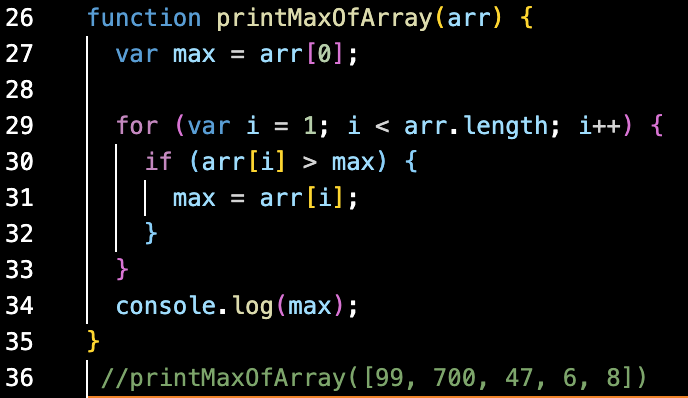 26 function printMaxOfArray(arr) {
27   var max = arr[0];
28
29   for (var i = 1; i < arr.length; i++) {
30     if (arr[i] > max) {
31       max = arr[i];
32     }
33   }
34   console.log(max);
35 }
36  //printMaxOfArray([99, 700, 47, 6, 8])